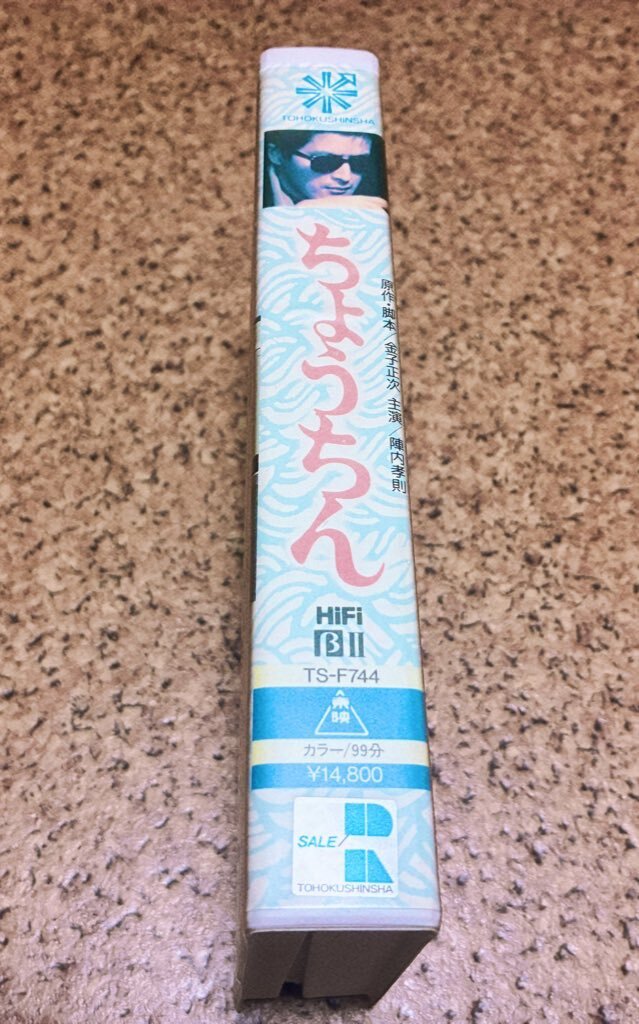 TOHOKUSHINSHA
ちょうちん
原作・脚本／金子正次 主演／陣内孝則
HiFi
βII
TS-F744
東映
カラー/99分
¥14,800
SALE/R
TOHOKUSHINSHA